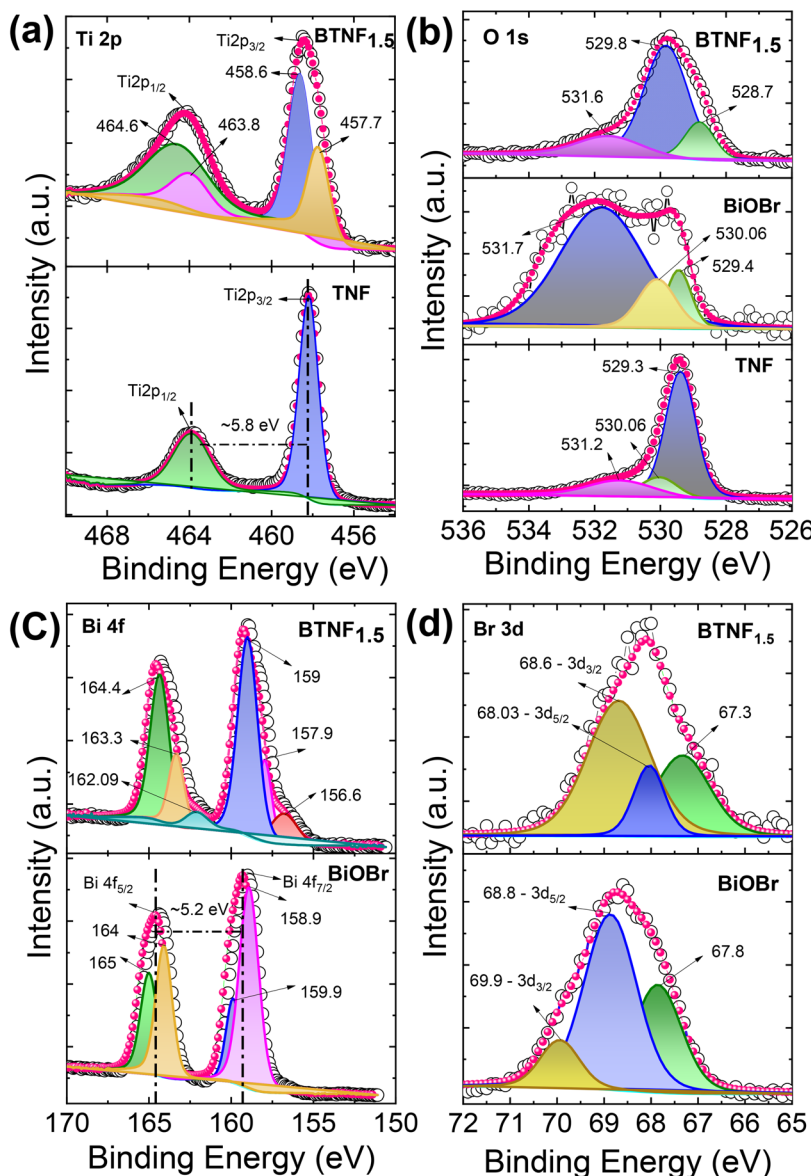 (a)
Ti 2p
Ti2p3/2
BTNF1.5
458.6
Ti2p1/2
464.6
463.8
457.7
TNF
Ti2p3/2
Ti2p1/2
~5.8 eV
468 464 460 456
Binding Energy (eV)
Intensity (a.u.)
(b)
O 1s
529.8
BTNF1.5
531.6
528.7
BiOBr
531.7
530.06
529.4
TNF
529.3
530.06
531.2
536 534 532 530 528 526
Binding Energy (eV)
Intensity (a.u.)
(C)
Bi 4f
BTNF1.5
159
164.4
163.3
157.9
162.09
156.6
BiOBr
Bi 4f5/2
Bi 4f7/2
~5.2 eV
164
158.9
165
159.9
170 165 160 155 150
Binding Energy (eV)
Intensity (a.u.)
(d)
Br 3d
BTNF1.5
68.6 - 3d3/2
68.03 - 3d5/2
67.3
BiOBr
68.8 - 3d5/2
67.8
69.9 - 3d3/2
72 71 70 69 68 67 66 65
Binding Energy (eV)
Intensity (a.u.)